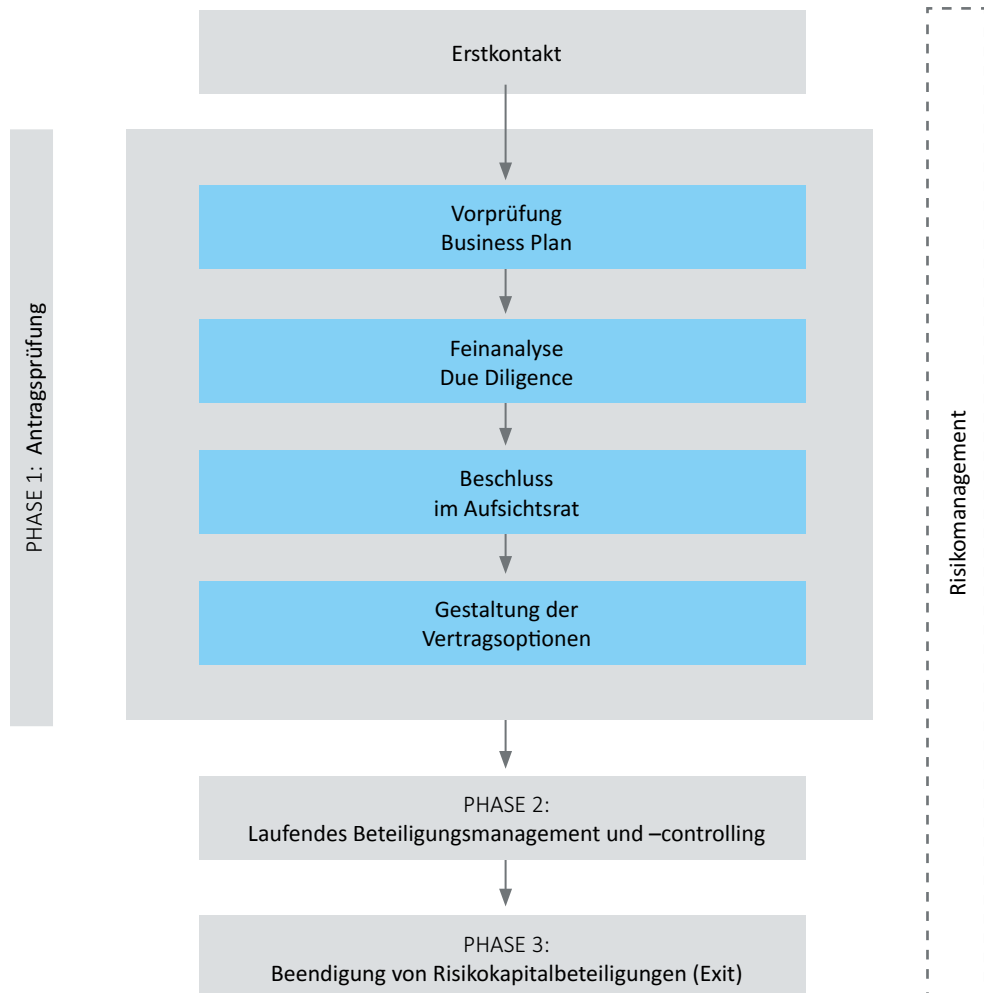 Erstkontakt
PHASE 1: Antragsprüfung
Vorprüfung
Business Plan
Feinanalyse
Due Diligence
Beschluss
im Aufsichtsrat
Gestaltung der
Vertragsoptionen
PHASE 2:
Laufendes Beteiligungsmanagement und –controlling
PHASE 3:
Beendigung von Risikokapitalbeteiligungen (Exit)
Risikomanagement